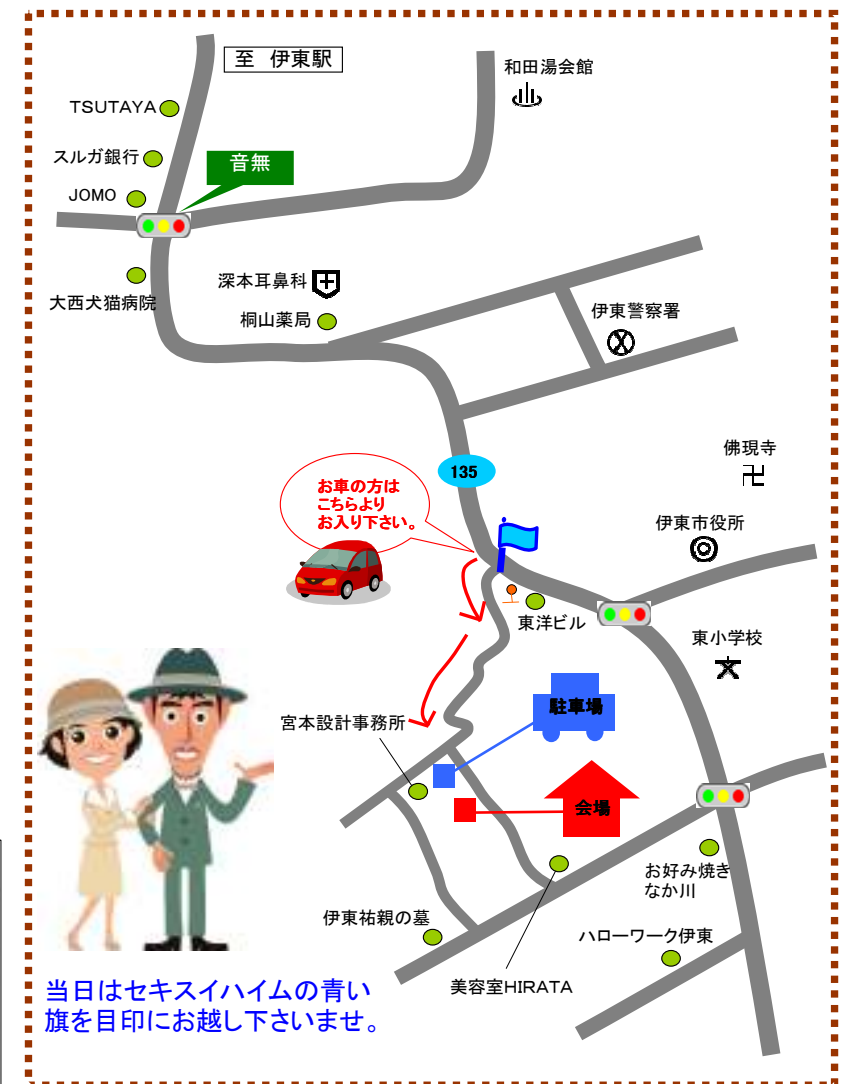 至 伊東駅
和田湯会館
TSUTAYA
スルガ銀行
音無
JOMO
深本耳鼻科
大西犬猫病院
桐山薬局
伊東警察署
佛現寺
135
お車の方は
こちらより
お入り下さい。
伊東市役所
東洋ビル
東小学校
駐車場
宮本設計事務所
会場
お好み焼き
なか川
伊東祐親の墓
ハローワーク伊東
美容室HIRATA
当日はセキスイハイムの青い
旗を目印にお越し下さいませ。